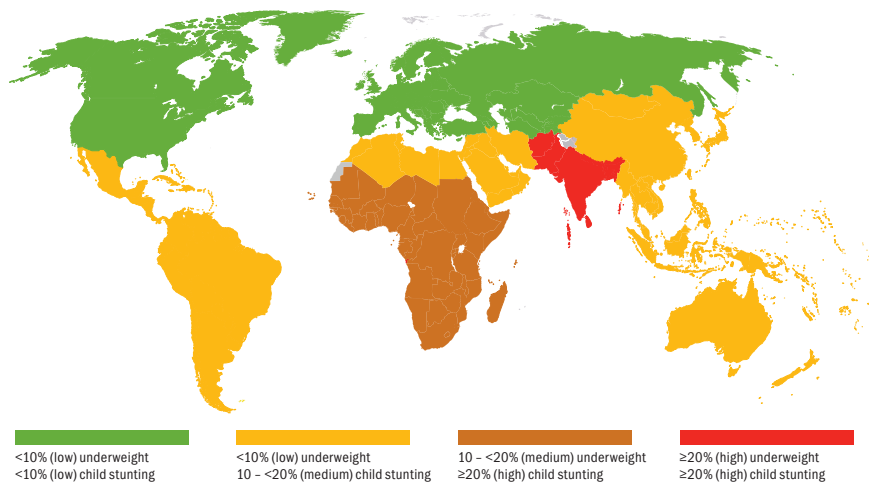 <10% (low) underweight
<10% (low) child stunting
<10% (low) underweight
10 – <20% (medium) child stunting
10 – <20% (medium) underweight
≥20% (high) child stunting
≥20% (high) underweight
≥20% (high) child stunting